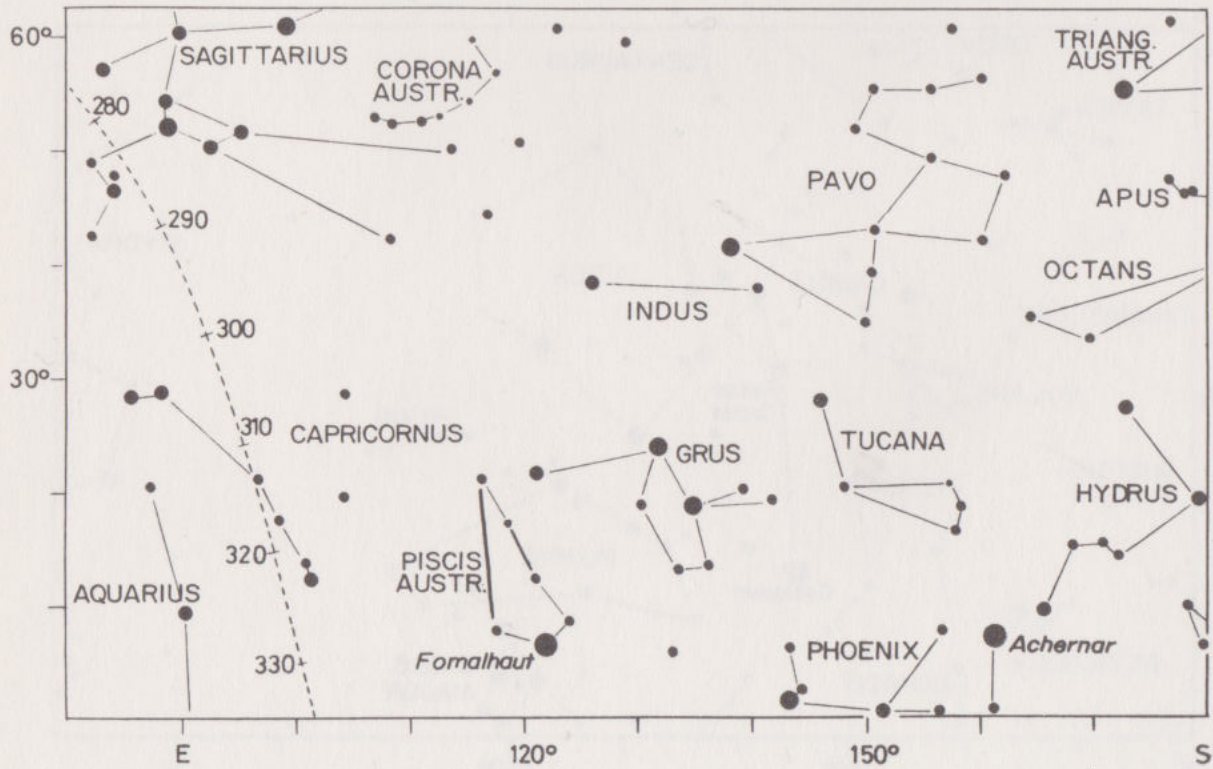 60°
SAGITTARIUS
CORONA
AUSTR.
TRIANG.
AUSTR.
280
PAVO
APUS
290
OCTANS
INDUS
300
30°
310
CAPRICORNUS
GRUS
TUCANA
HYDRUS
320
PISCIS
AUSTR.
AQUARIUS
Fomalhaut
PHOENIX
Achernar
330
E
120°
150°
S